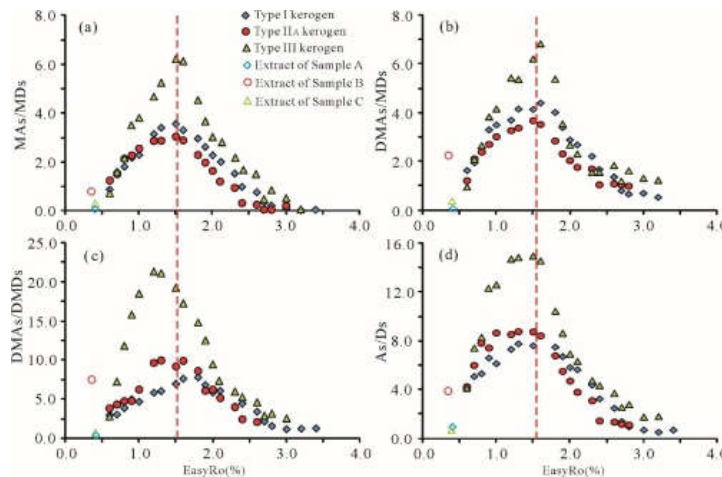 (a)
Type I kerogen
Type IIA kerogen
Type III kerogen
Extract of Sample A
Extract of Sample B
Extract of Sample C
MAs/MDs
8.0
6.0
4.0
2.0
0.0
0.0 1.0 2.0 3.0 4.0
(b)
DMAs/MDs
8.0
6.0
4.0
2.0
0.0
0.0 1.0 2.0 3.0 4.0
(c)
DMAs/DMDs
25.0
20.0
15.0
10.0
5.0
0.0
0.0 1.0 2.0 3.0 4.0
EasyRo(%)
(d)
As/Ds
16.0
12.0
8.0
4.0
0.0
0.0 1.0 2.0 3.0 4.0
EasyRo(%)